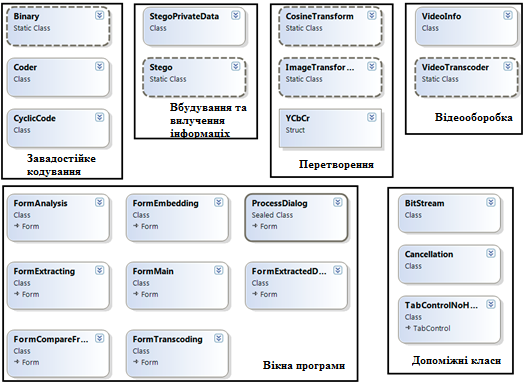 Binary
Static Class
Coder
Class
CyclicCode
Class
Завадостійке
кодування
StegoPrivateData
Class
Stego
Static Class
Вбудування та
вилучення
інформаціх
CosineTransform
Static Class
ImageTransfor...
Static Class
YCbCr
Struct
Перетворення
VideoInfo
Class
VideoTranscoder
Static Class
Відеооборобка
FormAnalysis
Class
→ Form
FormEmbedding
Class
→ Form
ProcessDialog
Sealed Class
→ Form
FormExtracting
Class
→ Form
FormMain
Class
→ Form
FormExtractedD...
Class
→ Form
FormCompareFr...
Class
→ Form
FormTranscoding
Class
→ Form
Вікна програми
BitStream
Class
Cancellation
Class
TabControlNoH...
Class
→ TabControl
Допоміжні класи